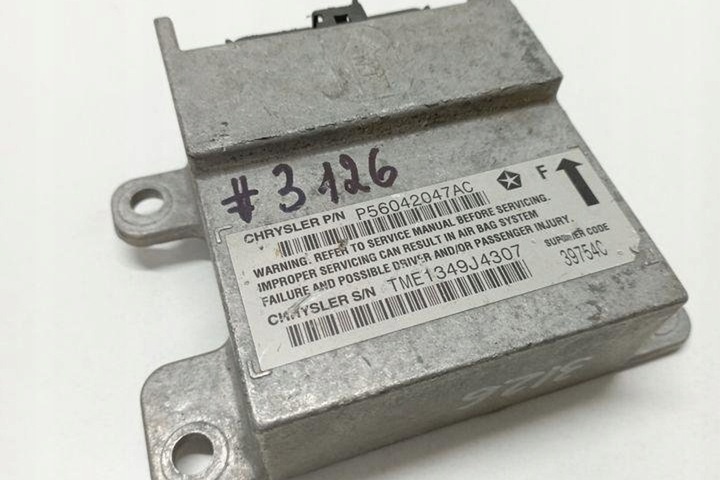 #3126
CHRYSLER P/N P56042047AC
F
WARNING. REFER TO SERVICE MANUAL BEFORE SERVICING.
IMPROPER SERVICING CAN RESULT IN AIR BAG SYSTEM
FAILURE AND POSSIBLE DRIVER AND/OR PASSENGER INJURY.
CHRYSLER S/N TME1349J4307
SUPPLIER CODE
39754C
3126